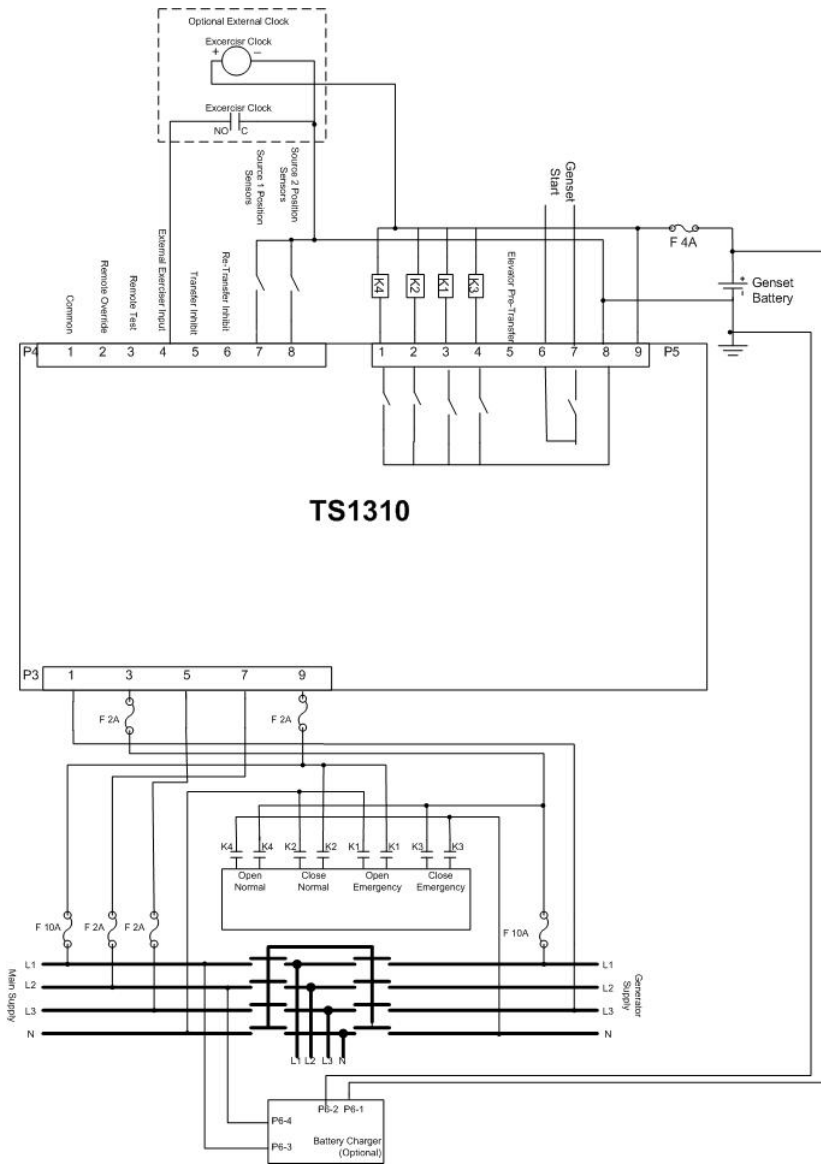 Optional External Clock
Excercisr Clock
+ −
Excercisr Clock
NO C
Source 1 Position
Sensors
Source 2 Position
Sensors
Genset
Start
F 4A
+
-
Genset
Battery
K4 K2 K1 K3
Common
Remote Override
Remote Test
External Exerciser Input
Transfer Inhibit
Re-Transfer Inhibit
Elevator Pre-Transfer
P4 1 2 3 4 5 6 7 8
1 2 3 4 5 6 7 8 9 P5
TS1310
P3 1 3 5 7 9
F 2A F 2A
K4 K4 K2 K2 K1 K1 K3 K3
Open
Normal
Close
Normal
Open
Emergency
Close
Emergency
F 10A F 2A F 2A F 10A
Main Supply
L1
L2
L3
N
Generator
Supply
L1
L2
L3
N
L1 L2 L3 N
P6-2 P6-1
P6-4
P6-3
Battery Charger
(Optional)